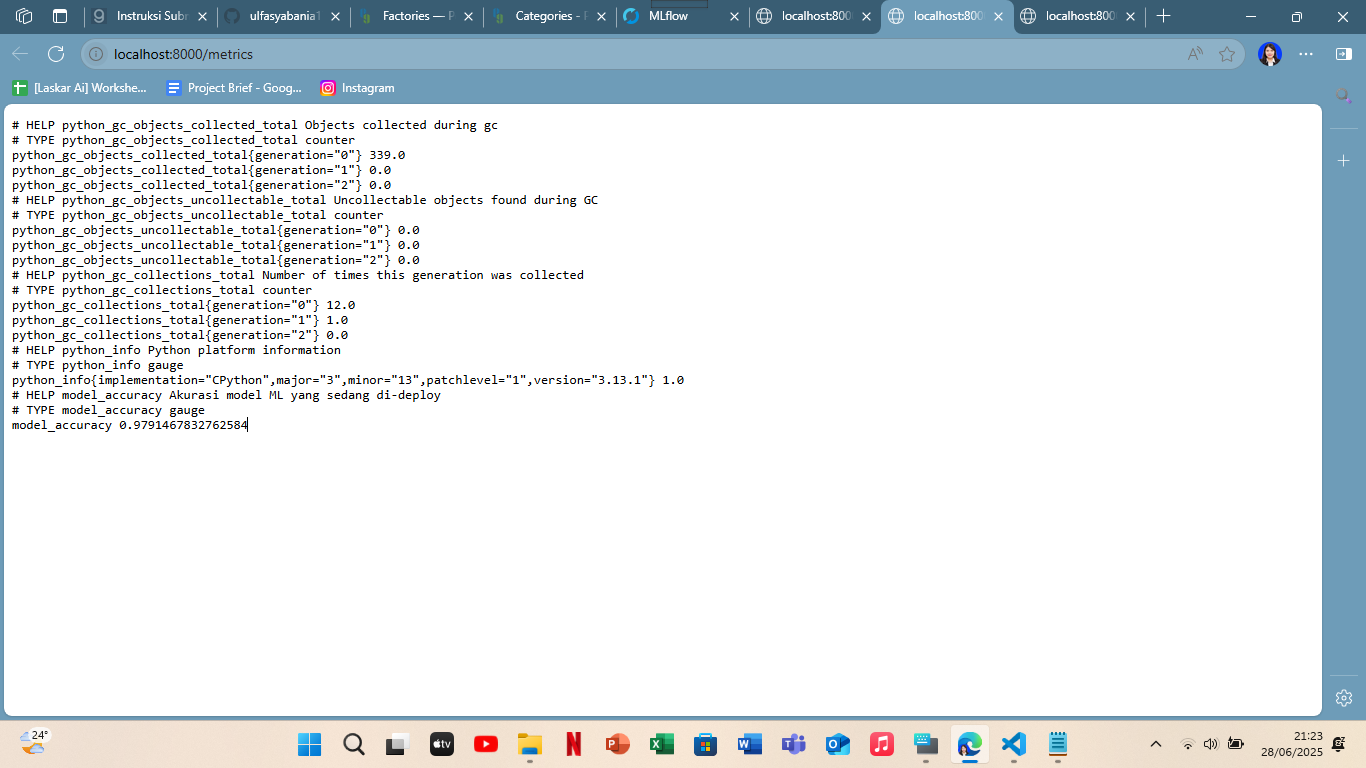 Instruksi Subr
ulfasyabania1
Factories — P
Categories - F
MLflow
localhost:800
localhost:800
localhost:800
localhost:8000/metrics
[Laskar Ai] Workshe...
Project Brief - Goog...
Instagram
# HELP python_gc_objects_collected_total Objects collected during gc
# TYPE python_gc_objects_collected_total counter
python_gc_objects_collected_total{generation="0"} 339.0
python_gc_objects_collected_total{generation="1"} 0.0
python_gc_objects_collected_total{generation="2"} 0.0
# HELP python_gc_objects_uncollectable_total Uncollectable objects found during GC
# TYPE python_gc_objects_uncollectable_total counter
python_gc_objects_uncollectable_total{generation="0"} 0.0
python_gc_objects_uncollectable_total{generation="1"} 0.0
python_gc_objects_uncollectable_total{generation="2"} 0.0
# HELP python_gc_collections_total Number of times this generation was collected
# TYPE python_gc_collections_total counter
python_gc_collections_total{generation="0"} 12.0
python_gc_collections_total{generation="1"} 1.0
python_gc_collections_total{generation="2"} 0.0
# HELP python_info Python platform information
# TYPE python_info gauge
python_info{implementation="CPython",major="3",minor="13",patchlevel="1",version="3.13.1"} 1.0
# HELP model_accuracy Akurasi model ML yang sedang di-deploy
# TYPE model_accuracy gauge
model_accuracy 0.9791467832762584
24°
tv
21:23
28/06/2025